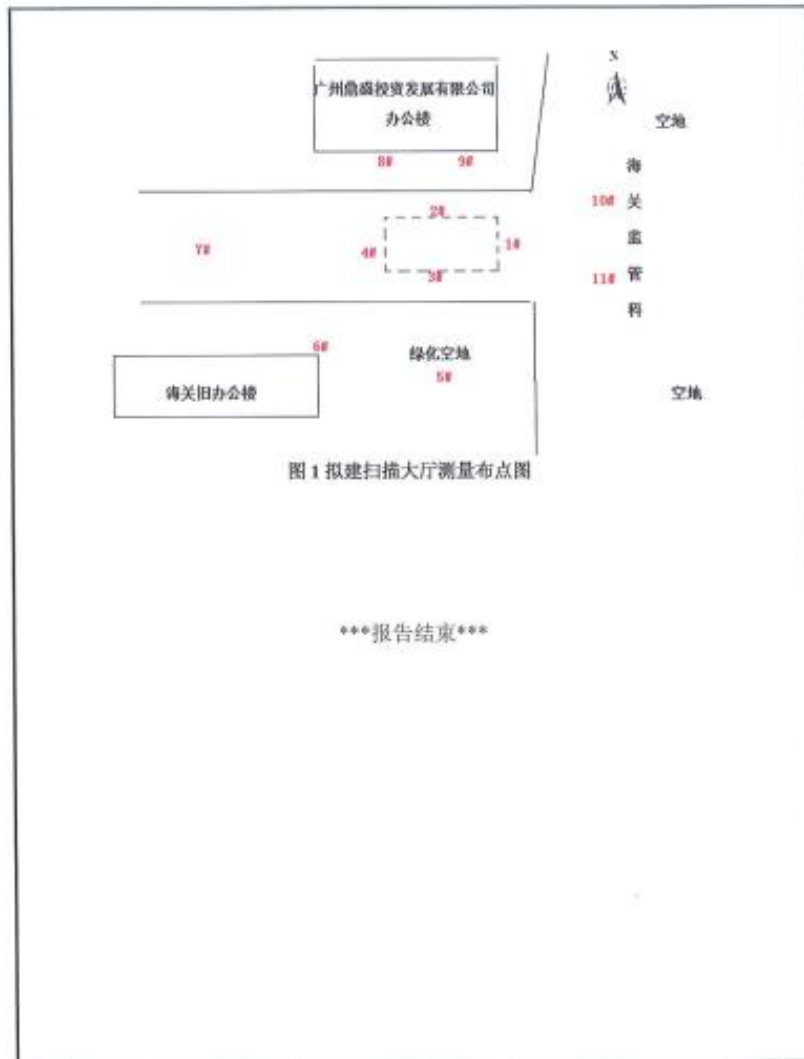 N
广州鼎盛投资发展有限公司
办公楼
空地
8#
9#
海关监管科
10#
2#
7#
4#
1#
11#
3#
6#
绿化空地
5#
海关旧办公楼
空地
图 1 拟建扫描大厅测量布点图
***报告结束***